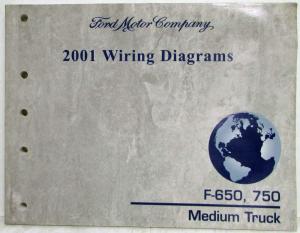 Ford Motor Company
2001 Wiring Diagrams
F-650, 750
Medium Truck